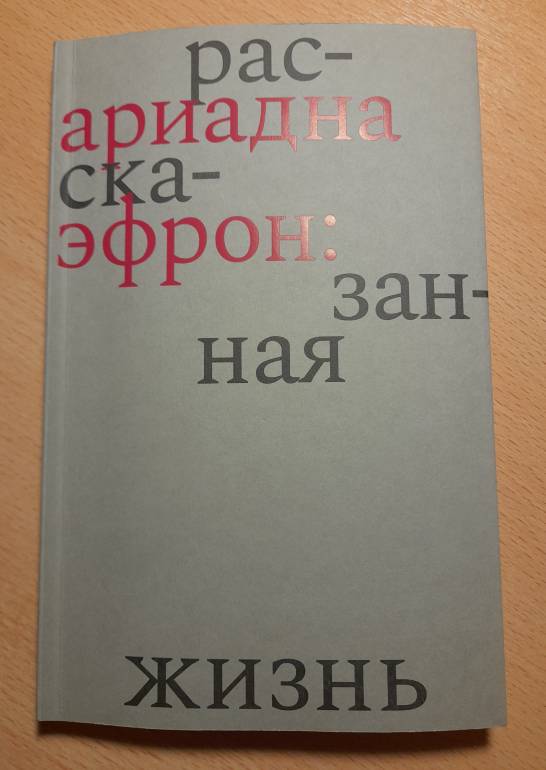 рас-
ариадна
ска-
эфрон:
зан-
ная
жизнь